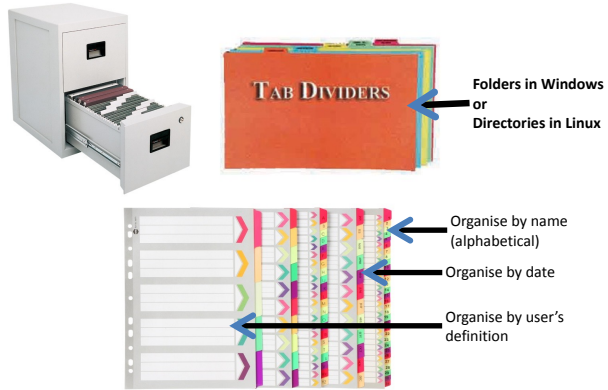 TAB DIVIDERS
Folders in Windows
or
Directories in Linux
Organise by name
(alphabetical)
Organise by date
Organise by user's
definition